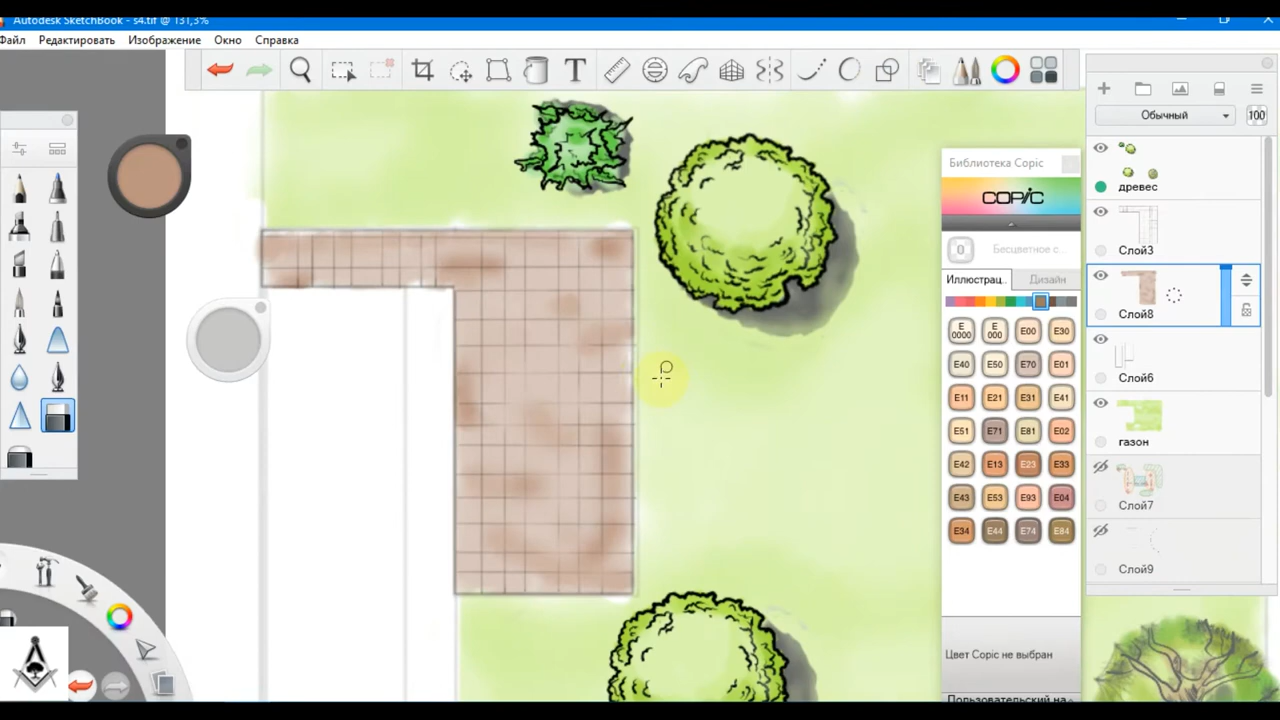 Autodesk SketchBook - s4.tif @ 131,3%
Файл Редактировать Изображение Окно Справка
T
Обычный 100
древес
Слой3
Слой8
Слой6
газон
Слой7
Слой9
Библиотека Copic
COPIC
0 Бесцветное с...
Иллюстрац... Дизайн
E0000 E000 E00 E30
E40 E50 E70 E01
E11 E21 E31 E41
E51 E71 E81 E02
E42 E13 E23 E33
E43 E53 E93 E04
E34 E44 E74 E84
Цвет Copic не выбран
Пользовательский на